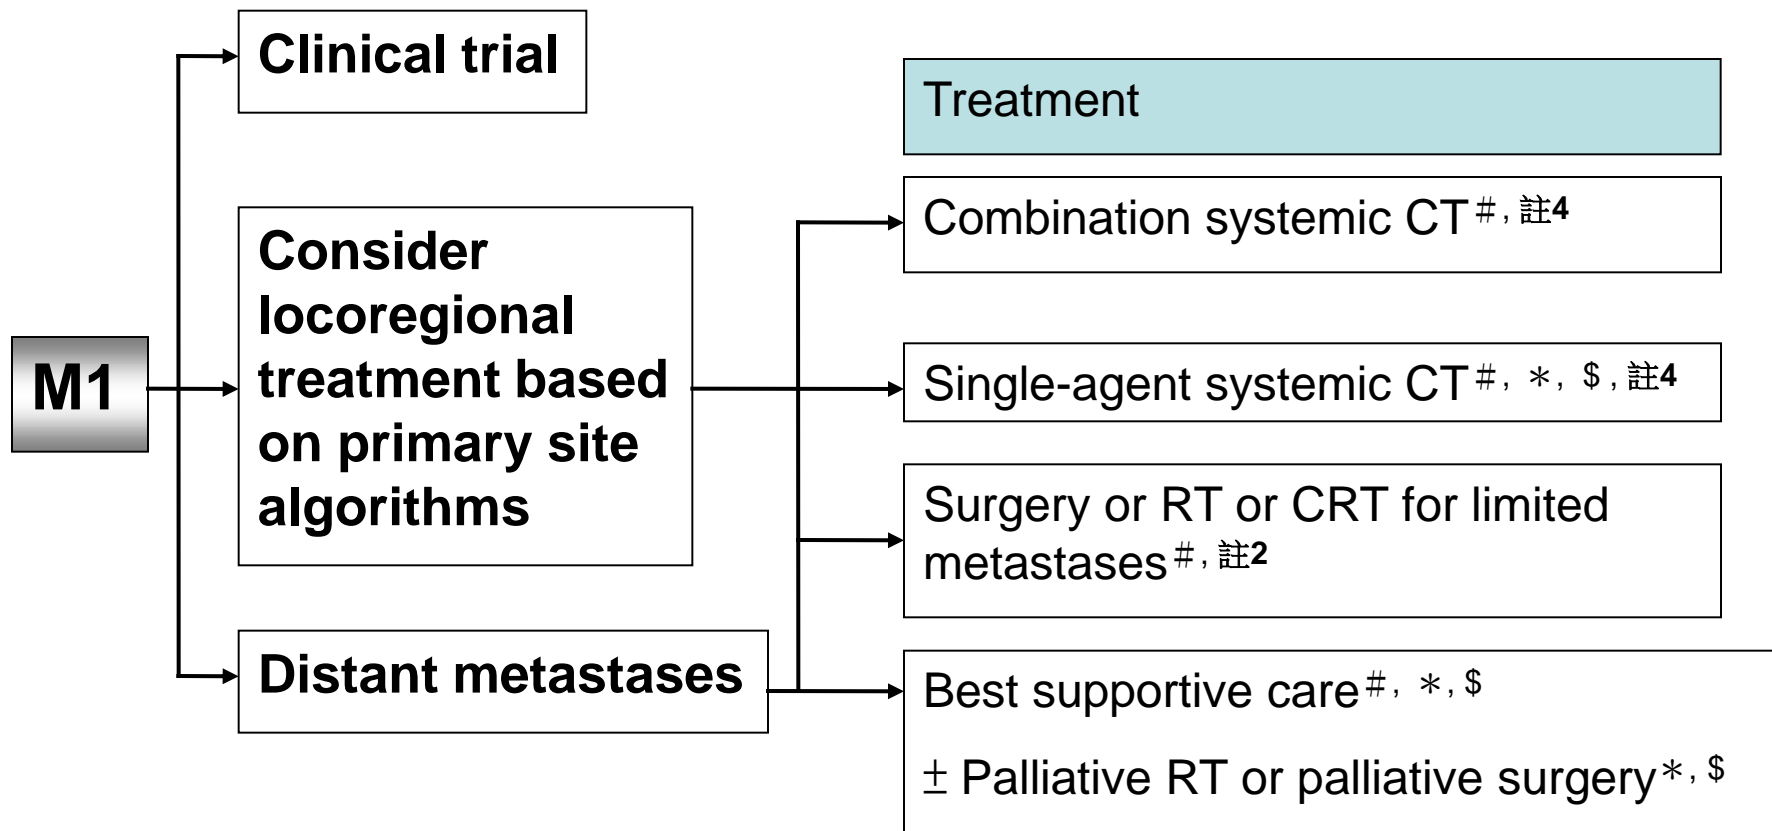 Clinical trial
Treatment
Combination systemic CT#, 註4
Consider
locoregional
treatment based
on primary site
algorithms
M1
Single-agent systemic CT#, *, $, 註4
Surgery or RT or CRT for limited
metastases#, 註2
Distant metastases
Best supportive care#, *, $
± Palliative RT or palliative surgery*, $